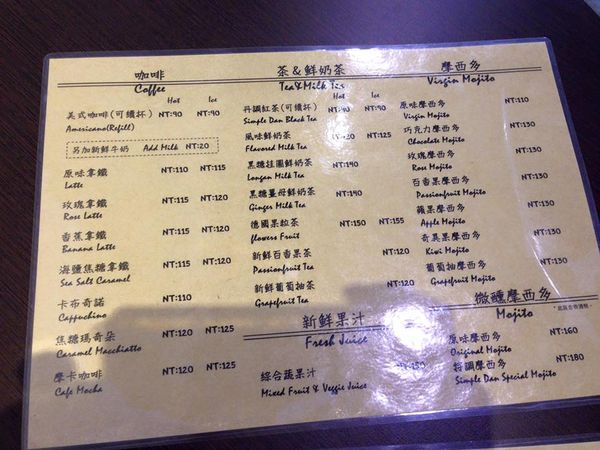 咖啡
Coffee
Hot Ice
美式咖啡(可續杯) NT:90 NT:90
Americano(Refill)
另加新鮮牛奶 Add Milk NT:20
原味拿鐵 NT:110 NT:115
Latte
玫瑰拿鐵 NT:115 NT:120
Rose Latte
香蕉拿鐵 NT:115 NT:120
Banana Latte
海鹽焦糖拿鐵 NT:115 NT:120
Sea Salt Caramel
卡布奇諾 NT:110
Cappuchino
焦糖瑪奇朵 NT:120 NT:125
Caramel Macchiatto
摩卡咖啡 NT:120 NT:125
Cafe Mocha
茶&鮮奶茶
Tea&Milk Tea
Hot Ice
丹調紅茶(可續杯) NT:90 NT:90
Simple Dan Black Tea
風味鮮奶茶 NT:120 NT:125
Flavored Milk Tea
黑糖桂圓鮮奶茶 NT:140
Longan Milk Tea
黑糖薑母鮮奶茶 NT:140
Ginger Milk Tea
德國果粒茶 NT:150 NT:155
flowers Fruit
新鮮百香果茶
Passionfruit Tea
新鮮葡萄柚茶
Grapefruit Tea
新鮮果汁
Fresh Juice
綜合蔬果汁
Mixed Fruit & Veggie Juice
摩西多
Virgin Mojito
原味摩西多 NT:110
Virgin Mojito
巧克力摩西多 NT:130
Chocolate Mojito
玫瑰摩西多 NT:130
Rose Mojito
百香果摩西多 NT:130
Passionfruit Mojito
蘋果摩西多 NT:130
Apple Mojito
奇異果摩西多 NT:130
Kiwi Mojito
葡萄柚摩西多 NT:130
Grapefruit Mojito
微醺摩西多
Mojito
原味摩西多 NT:160
Original Mojito
特調摩西多 NT:180
Simple Dan Special Mojito